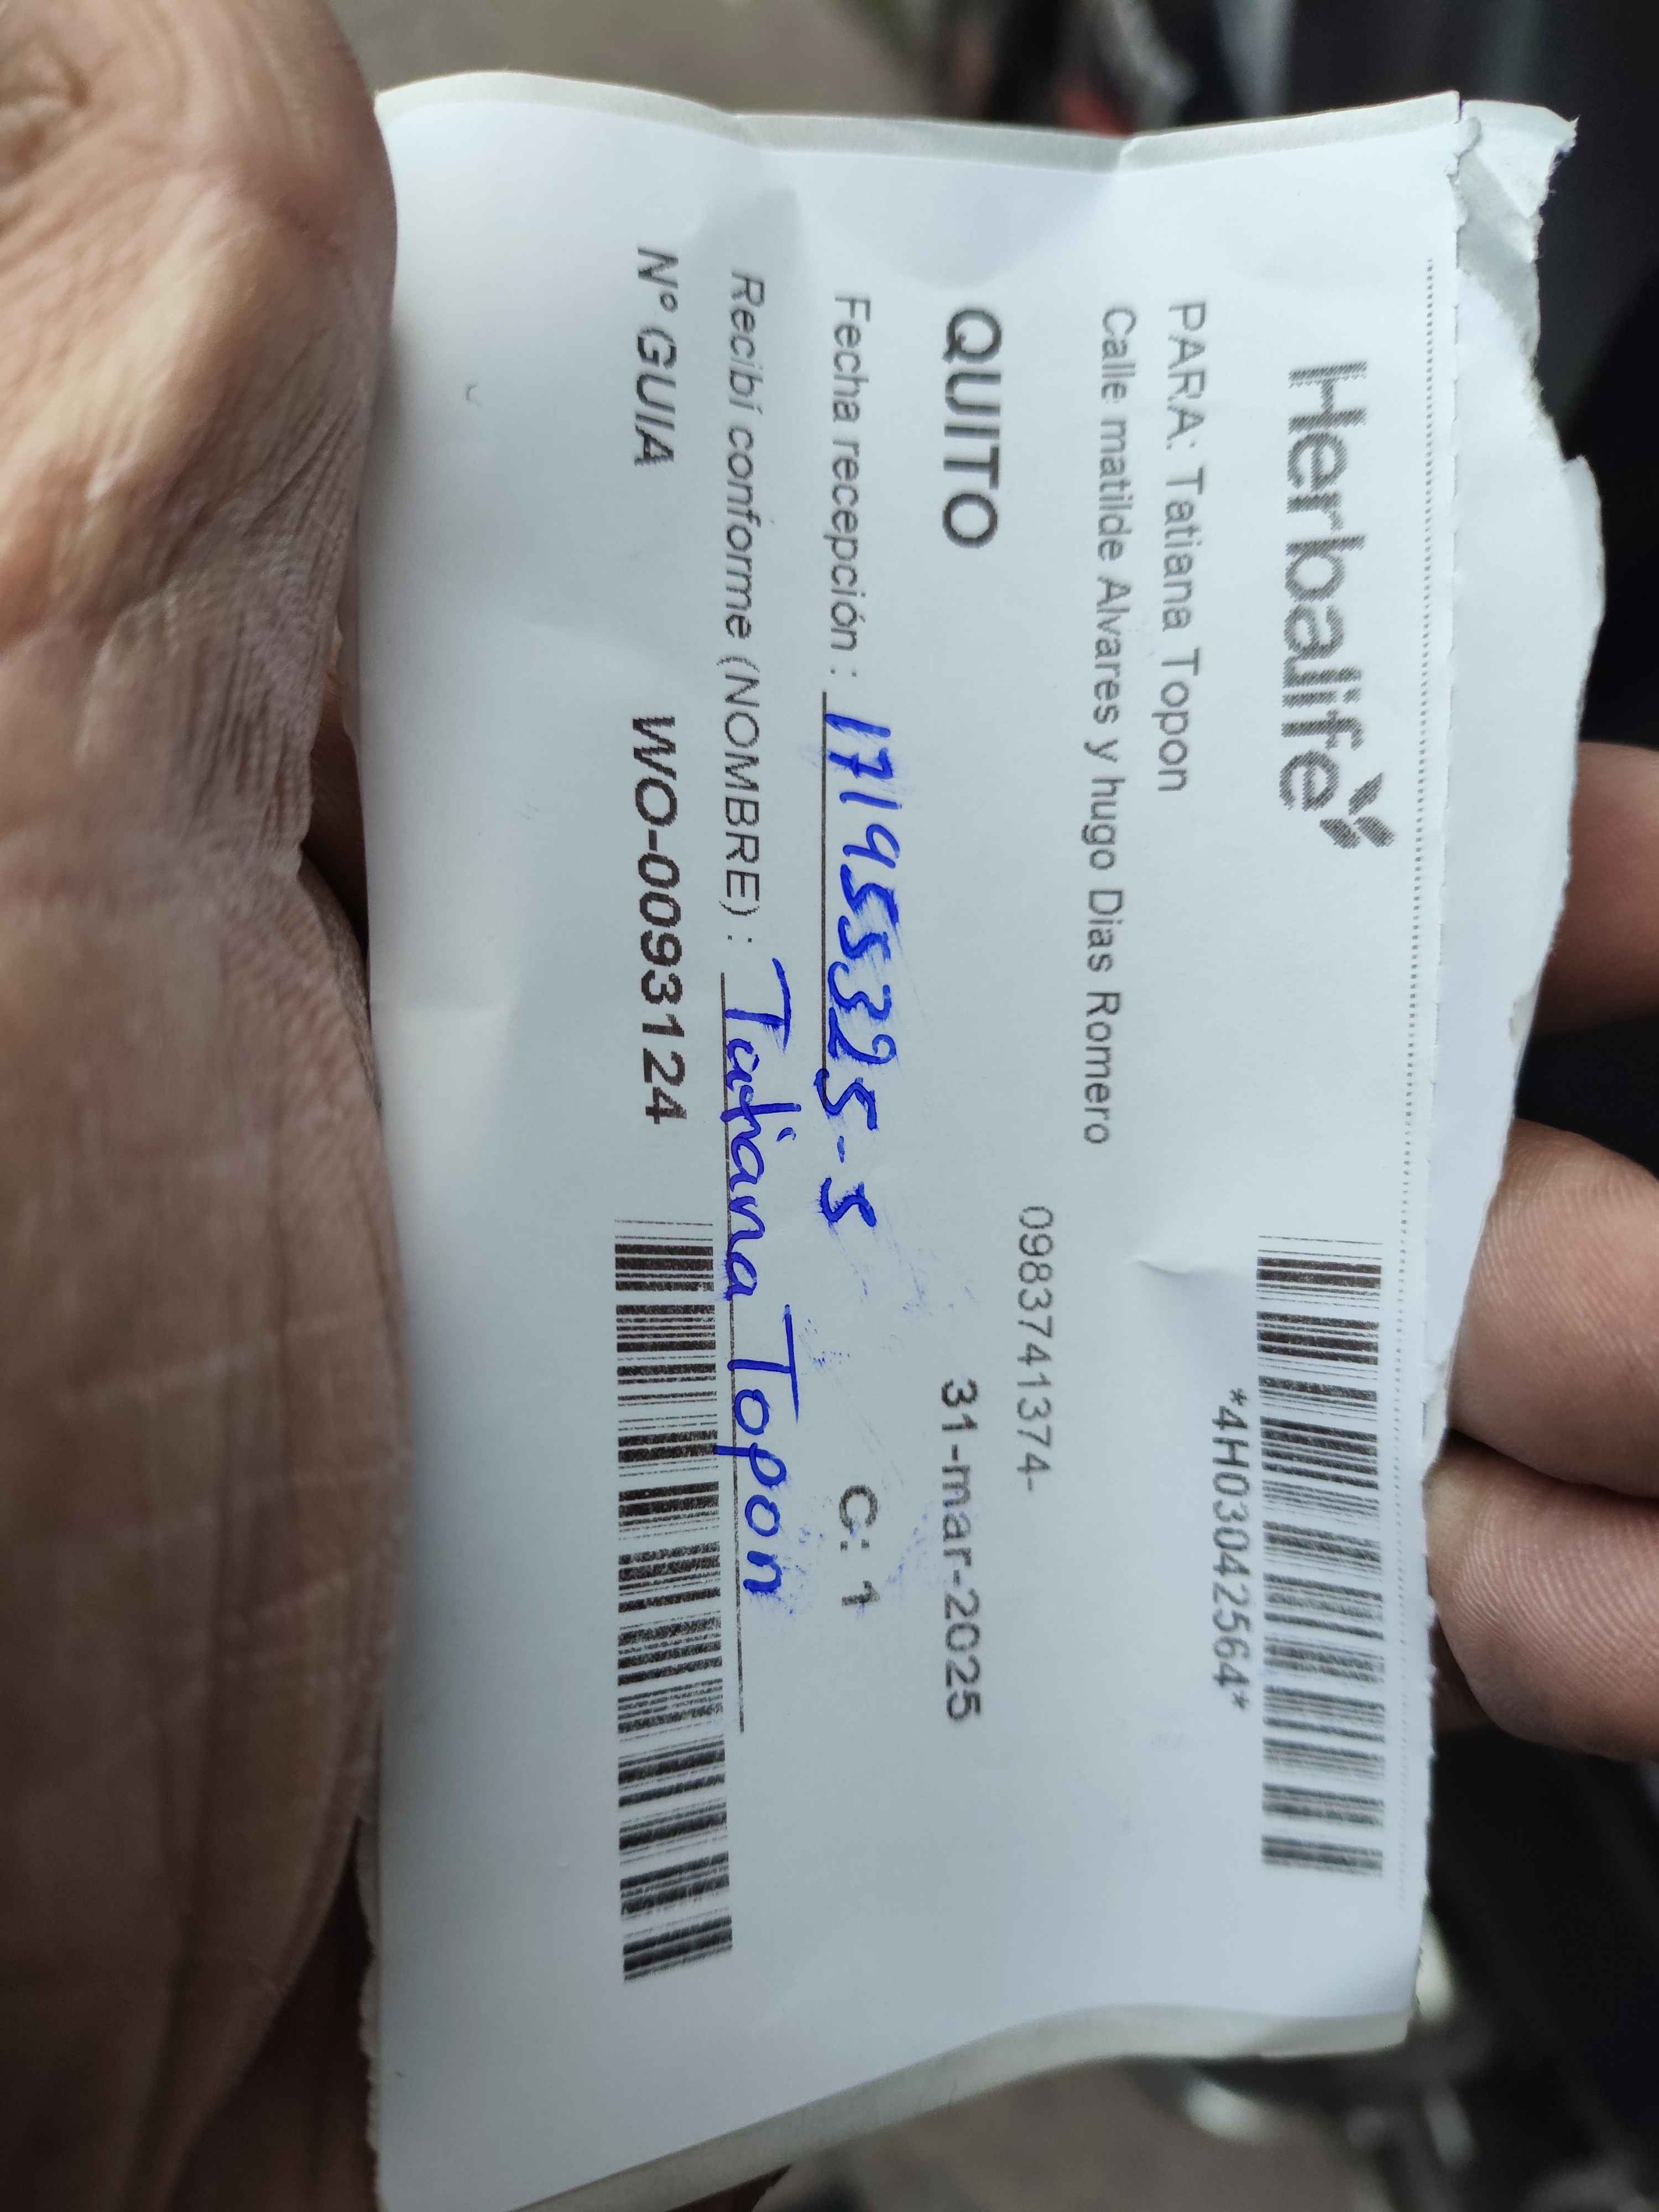 Herbalife
*4H03042564*
PARA: Tatiana Topon
Calle matilde Alvares y hugo Dias Romero
0983741374-
QUITO 31-mar-2025
Fecha recepción : 171955325-5 C: 1
Recibí conforme (NOMBRE) : Tatiana Topon
Nº GUIA WO-0093124